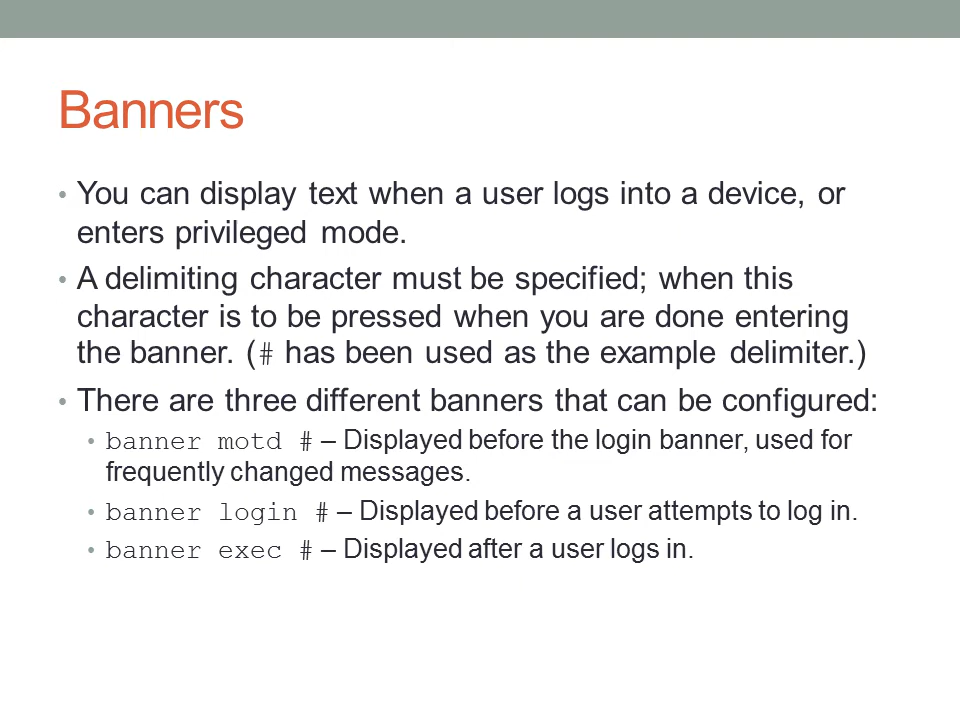 Banners
• You can display text when a user logs into a device, or
enters privileged mode.
• A delimiting character must be specified; when this
character is to be pressed when you are done entering
the banner. (# has been used as the example delimiter.)
• There are three different banners that can be configured:
• banner motd # – Displayed before the login banner, used for
frequently changed messages.
• banner login # – Displayed before a user attempts to log in.
• banner exec # – Displayed after a user logs in.